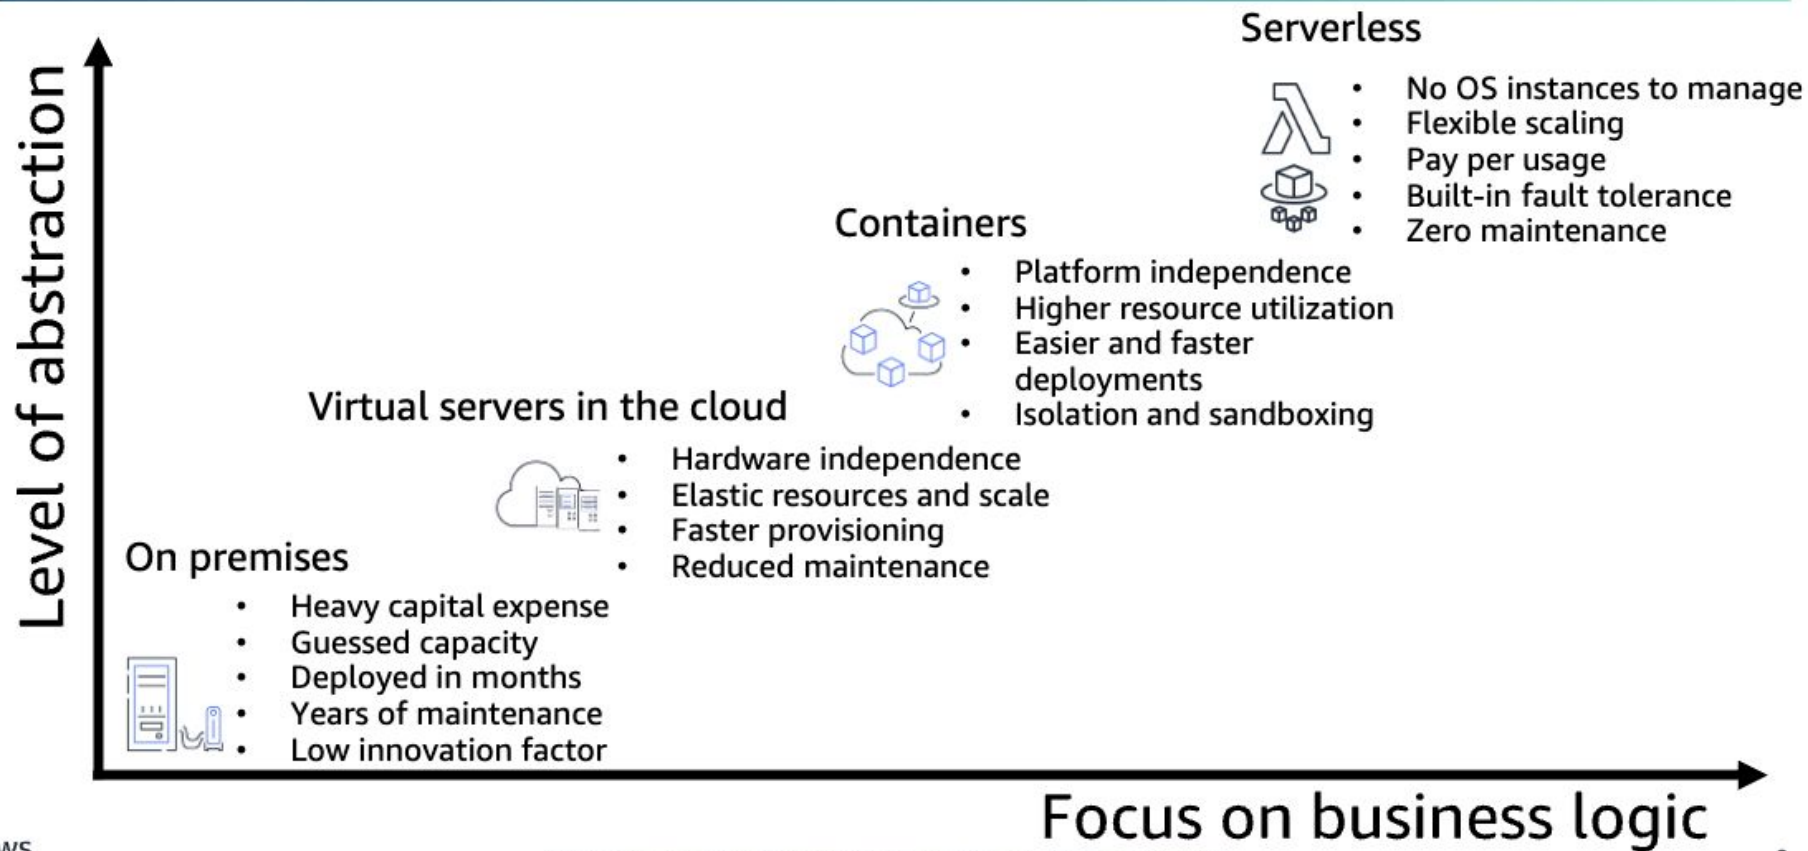 Serverless
No OS instances to manage
Flexible scaling
Pay per usage
Built-in fault tolerance
Zero maintenance
Containers
Platform independence
Higher resource utilization
Easier and faster
deployments
Isolation and sandboxing
Virtual servers in the cloud
Hardware independence
Elastic resources and scale
Faster provisioning
Reduced maintenance
On premises
Heavy capital expense
Guessed capacity
Deployed in months
Years of maintenance
Low innovation factor
Level of abstraction
Focus on business logic